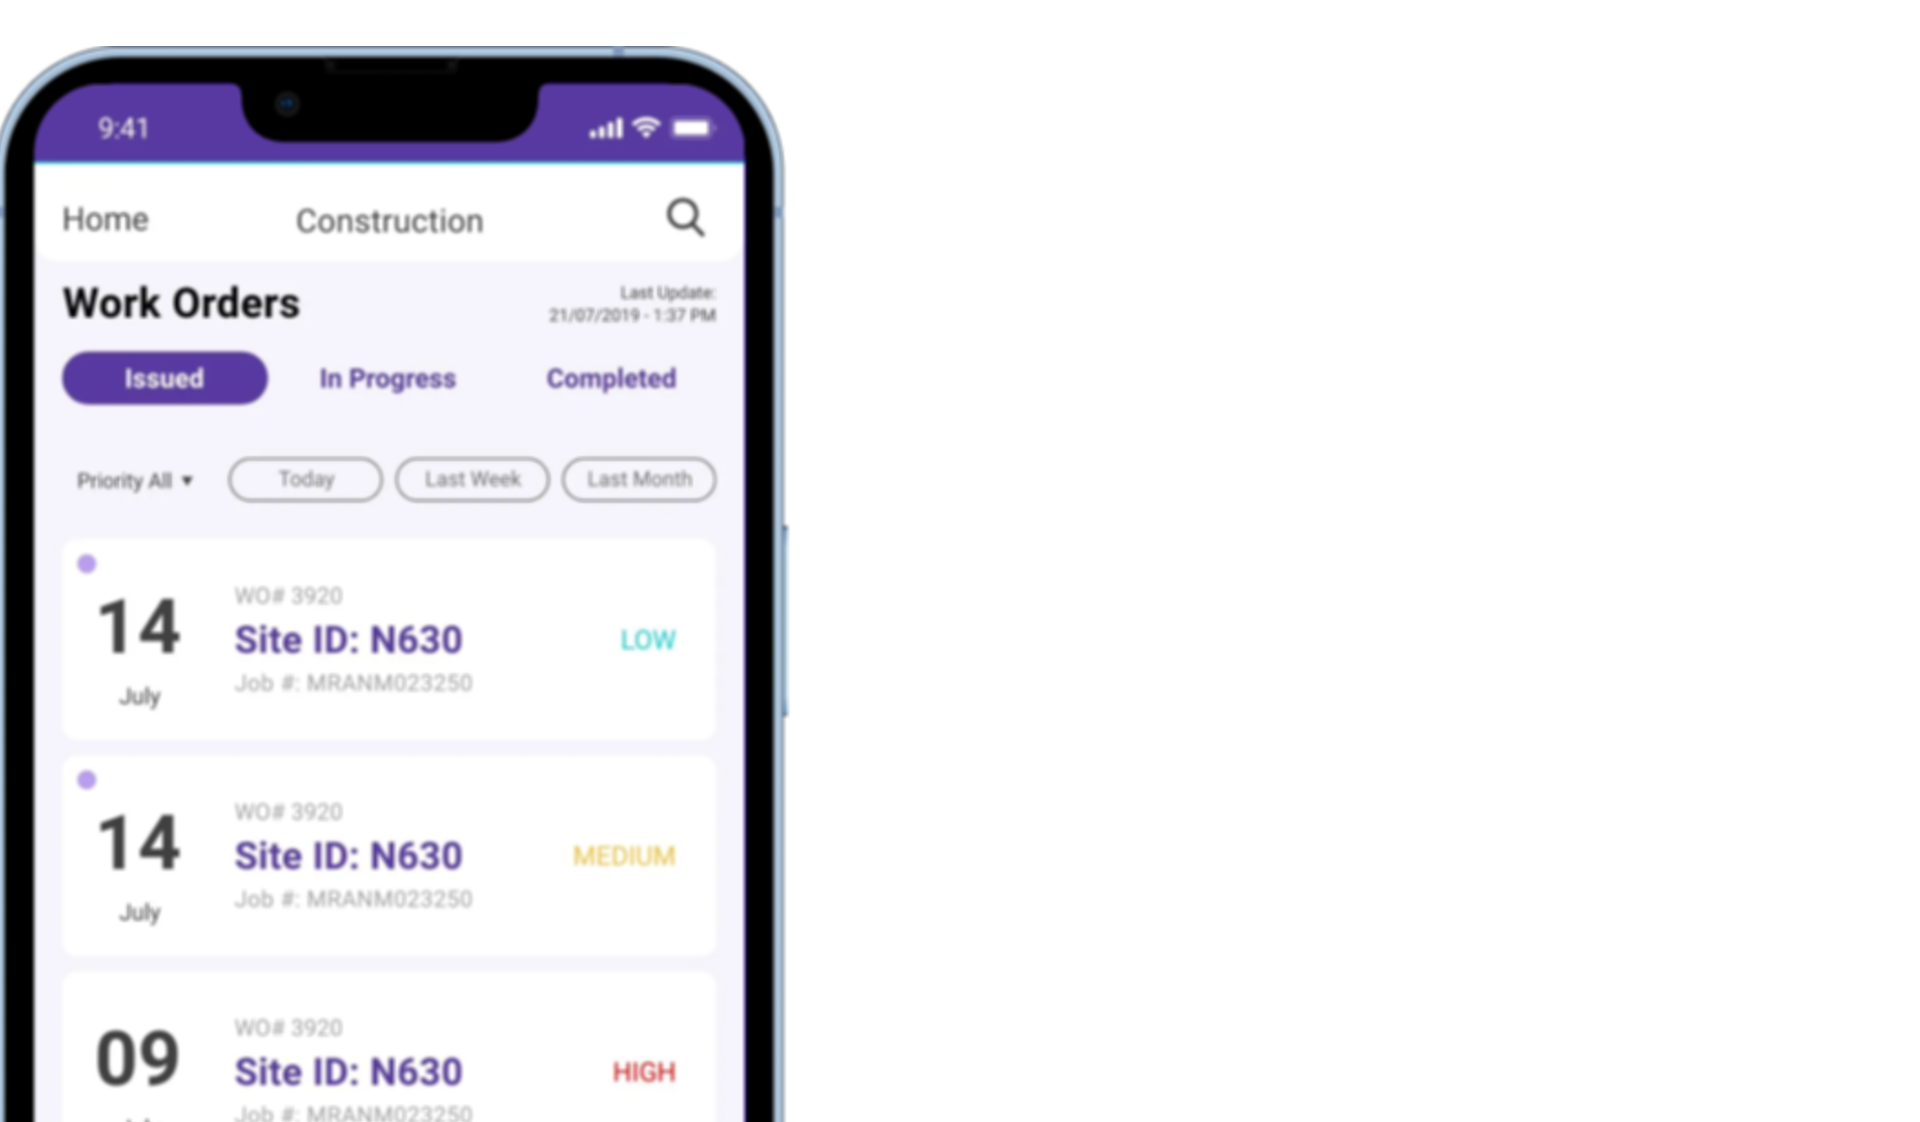 9:41
Home
Construction
Work Orders
Last Update:
21/07/2019 - 1:37 PM
Issued
In Progress
Completed
Priority All
Today
Last Week
Last Month
14
July
WO# 3920
Site ID: N630
Job #: MRANM023250
LOW
14
July
WO# 3920
Site ID: N630
Job #: MRANM023250
MEDIUM
09
WO# 3920
Site ID: N630
Job #: MRANM023250
HIGH